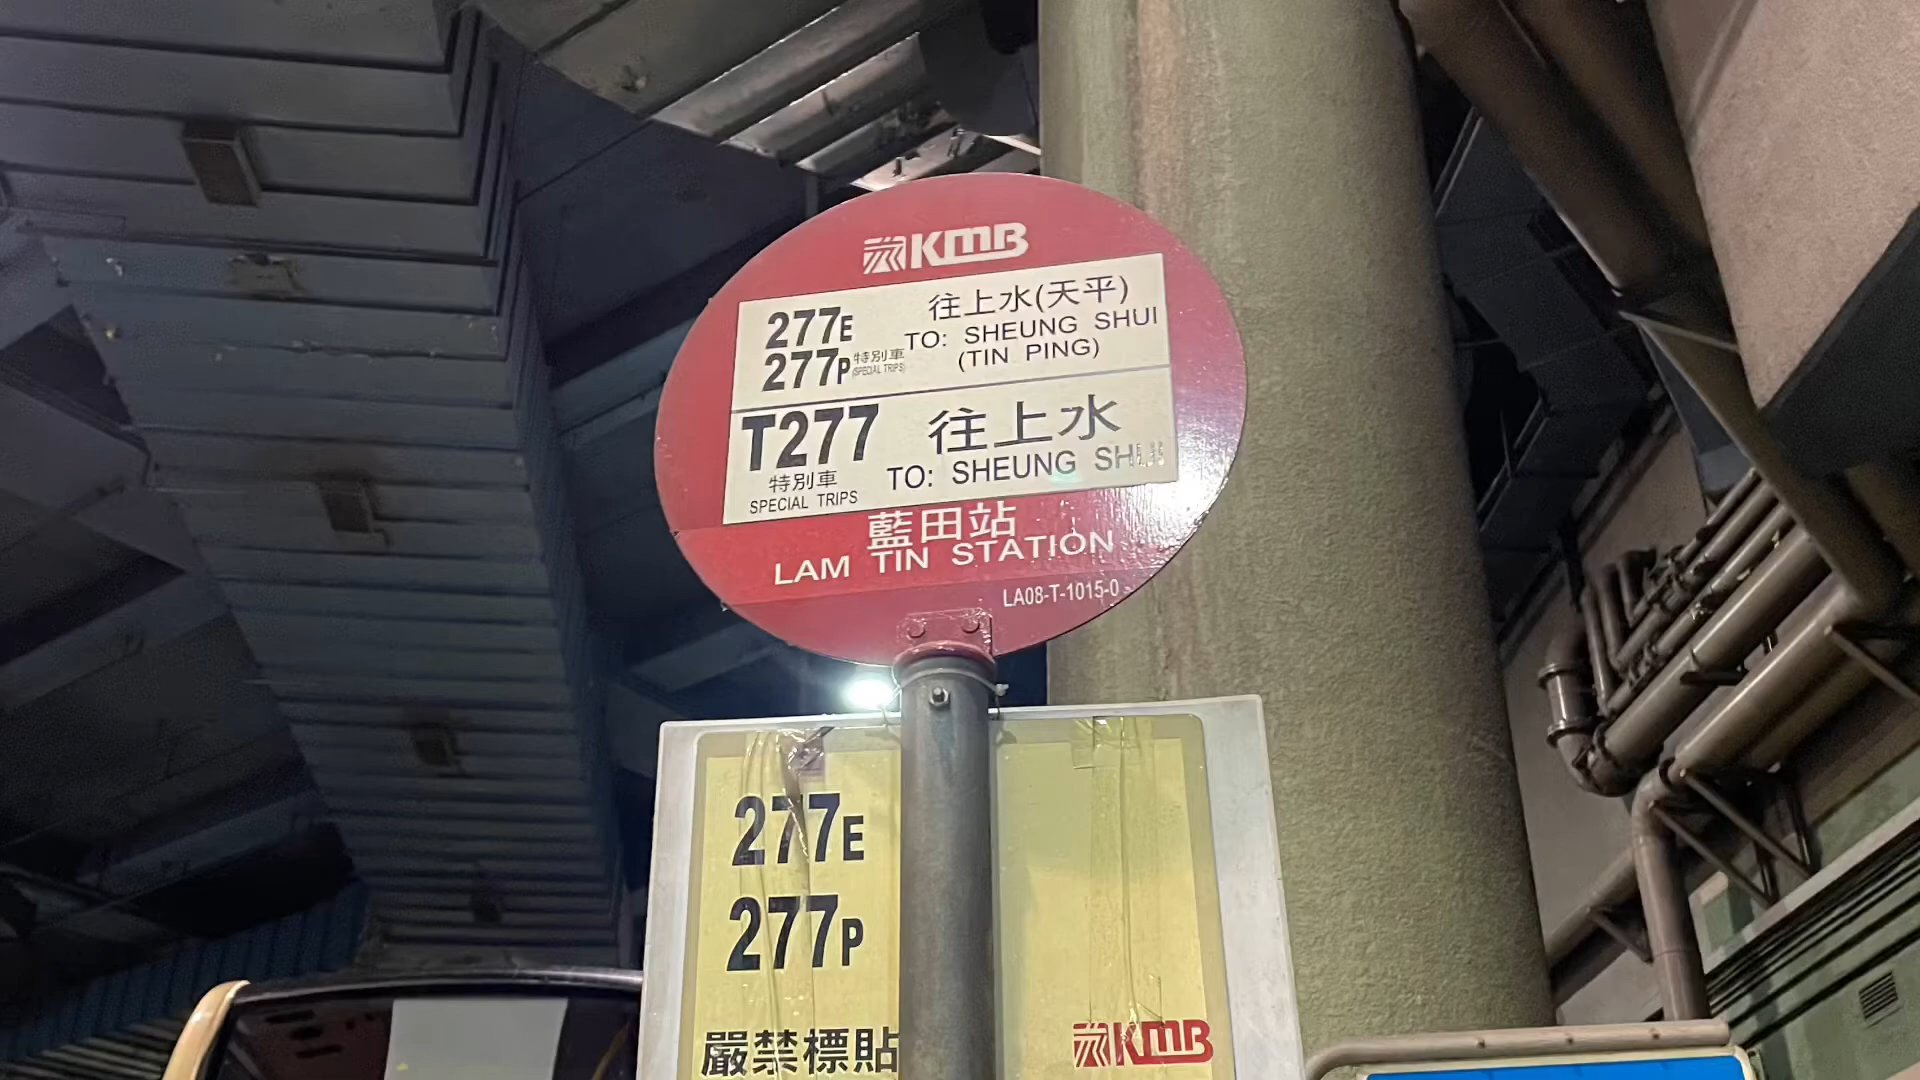 KMB
277E 往上水(天平)
TO: SHEUNG SHUI
277P 特別車 (SPECIAL TRIPS) (TIN PING)
T277 往上水
特別車 TO: SHEUNG SHUI
SPECIAL TRIPS
藍田站
LAM TIN STATION
LA08-T-1015-0
277E
277P
嚴禁標貼
KMB